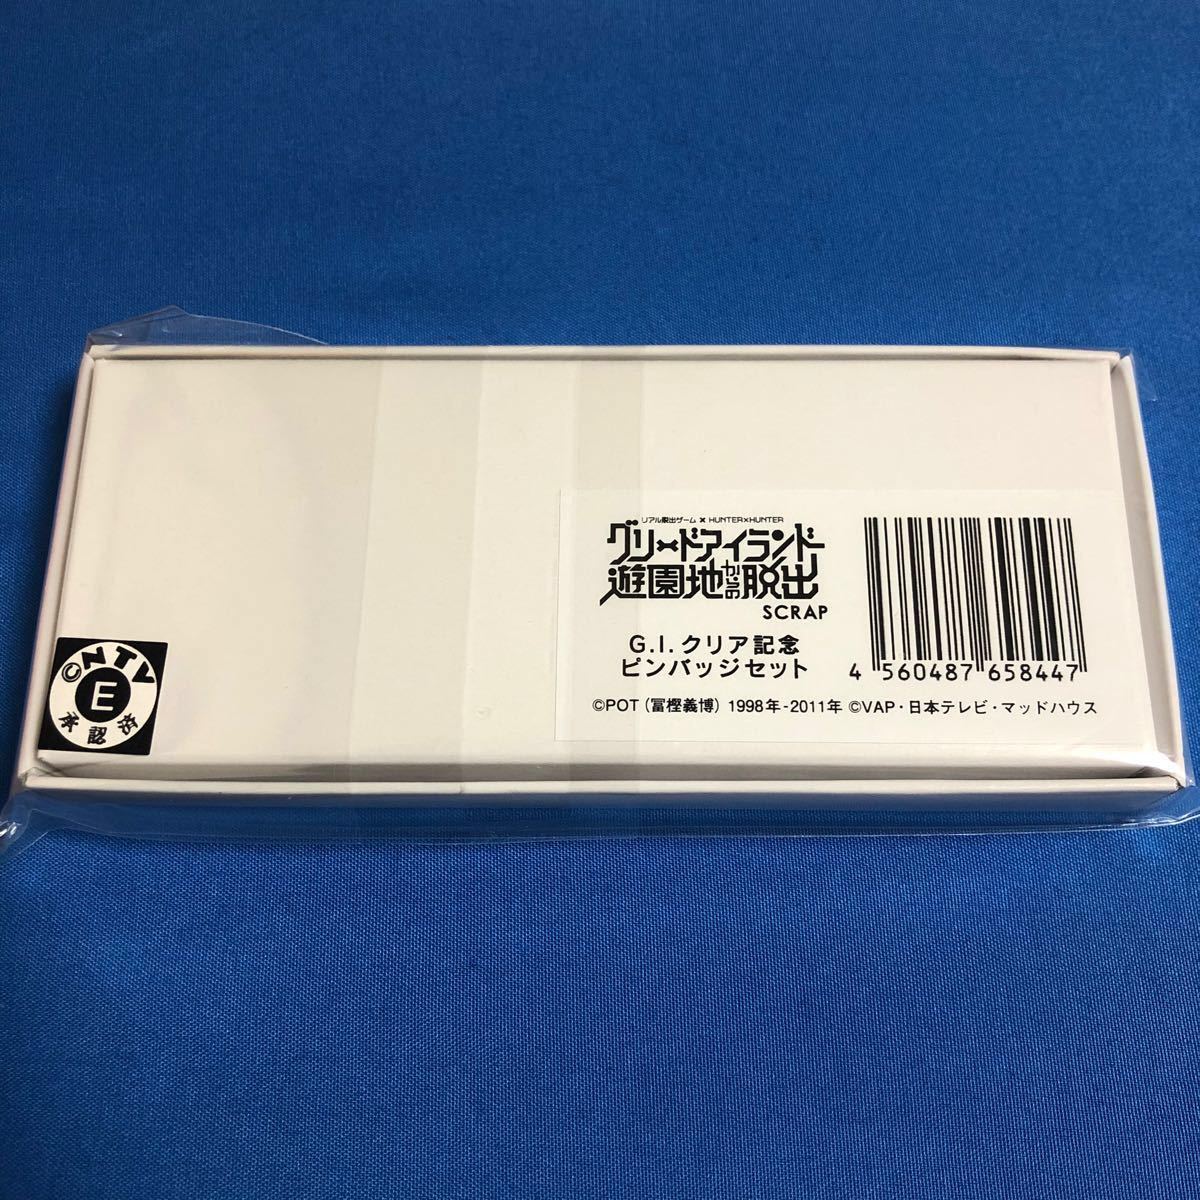 リアル脱出ゲーム × HUNTER×HUNTER
グリードアイランド
遊園地からの脱出
SCRAP
G.I.クリア記念
ピンバッジセット
4 560487 658447
©POT（冨樫義博）1998年-2011年 ©VAP・日本テレビ・マッドハウス
©NTV
E
承認済